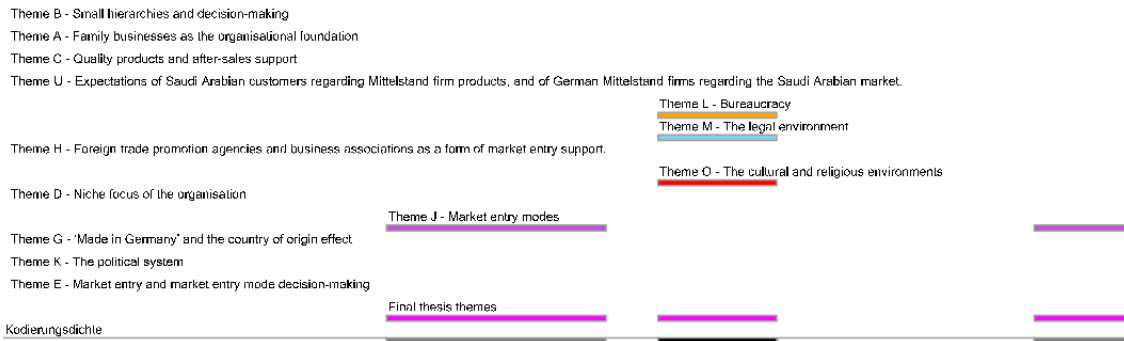 Theme B - Small hierarchies and decision-making
Theme A - Family businesses as the organisational foundation
Theme C - Quality products and after-sales support
Theme U - Expectations of Saudi Arabian customers regarding Mittelstand firm products, and of German Mittelstand firms regarding the Saudi Arabian market.
Theme L - Bureaucracy
Theme M - The legal environment
Theme H - Foreign trade promotion agencies and business associations as a form of market entry support.
Theme O - The cultural and religious environments
Theme D - Niche focus of the organisation
Theme J - Market entry modes
Theme G - 'Made in Germany' and the country of origin effect
Theme K - The political system
Theme E - Market entry and market entry mode decision-making
Final thesis themes
Kodierungsdichte